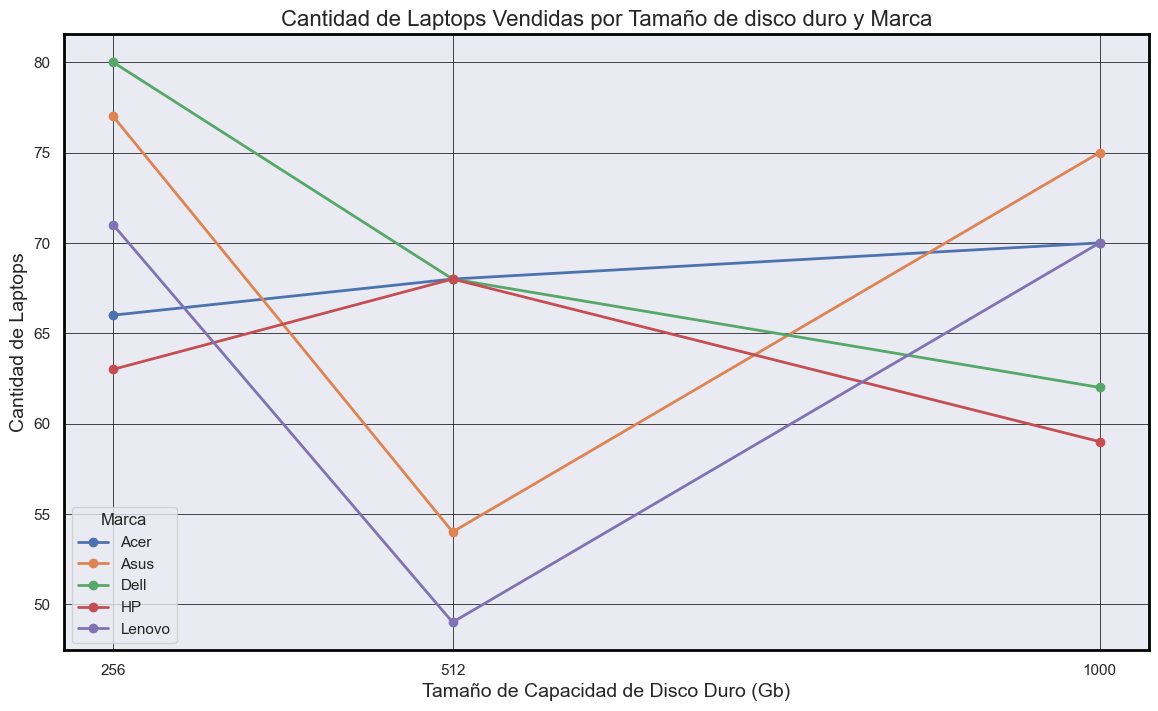 Cantidad de Laptops Vendidas por Tamaño de disco duro y Marca
Cantidad de Laptops
80
75
70
65
60
55
50
Marca
Acer
Asus
Dell
HP
Lenovo
256
512
1000
Tamaño de Capacidad de Disco Duro (Gb)